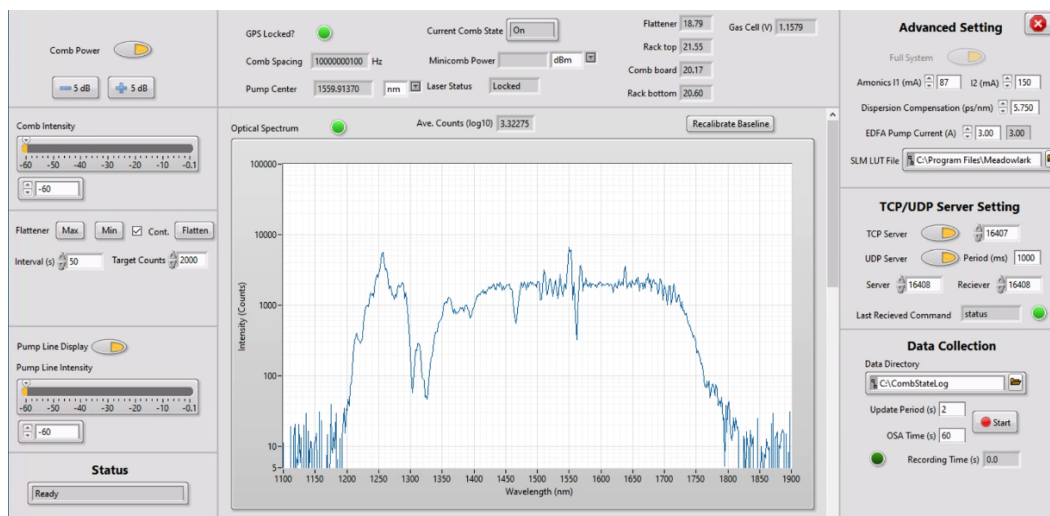 Comb Power
5 dB
5 dB
GPS Locked?
Current Comb State
On
Comb Spacing
10000000100
Hz
Minicomb Power
dBm
Pump Center
1559.91370
nm
Laser Status
Locked
Flattener
18.79
Gas Cell (V)
1.1579
Rack top
21.55
Comb board
20.17
Rack bottom
20.60
Comb Intensity
-60 -50 -40 -30 -20 -10 -0.1
-60
Flattener
Max
Min
Cont.
Flatten
Interval (s)
50
Target Counts
2000
Pump Line Display
Pump Line Intensity
-60 -50 -40 -30 -20 -10 -0.1
-60
Status
Ready
Optical Spectrum
Ave. Counts (log10)
3.32275
Recalibrate Baseline
Intensity (Counts)
100000
10000
1000
100
10
5
1100 1150 1200 1250 1300 1350 1400 1450 1500 1550 1600 1650 1700 1750 1800 1850 1900
Wavelength (nm)
Advanced Setting
Full System
Amonics I1 (mA)
87
I2 (mA)
150
Dispersion Compensation (ps/nm)
5.750
EDFA Pump Current (A)
3.00
3.00
SLM LUT File
C:\Program Files\Meadowlark
TCP/UDP Server Setting
TCP Server
16407
UDP Server
Period (ms)
1000
Server
16408
Reciever
16408
Last Recieved Command
status
Data Collection
Data Directory
C:\CombStateLog
Update Period (s)
2
Start
OSA Time (s)
60
Recording Time (s)
0.0